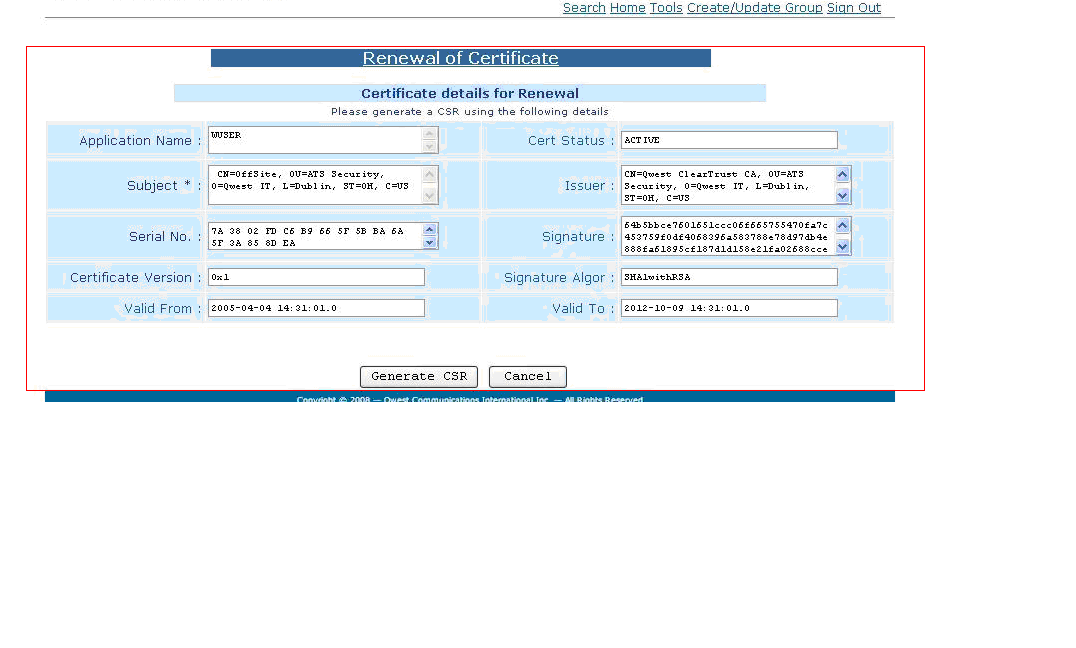 Search Home Tools Create/Update Group Sign Out
Renewal of Certificate
Certificate details for Renewal
Please generate a CSR using the following details
Application Name : WUSER Cert Status : ACTIVE
Subject * : CN=OffSite, OU=ATS Security, O=Qwest IT, L=Dublin, ST=OH, C=US
Issuer : CN=Qwest ClearTrust CA, OU=ATS Security, O=Qwest IT, L=Dublin, ST=OH, C=US
Serial No. : 7A 38 02 FD C6 B9 66 5F 5B BA 6A 5F 3A 85 8D EA
Signature : 64b5bbce7601651ccc06f665755470fa7c
453759f0df4068396a583788e78d97db4e
888fa61895cf187d1d158e21fa02688cce
Certificate Version : 0x1 Signature Algor : SHA1withRSA
Valid From : 2005-04-04 14:31:01.0 Valid To : 2012-10-09 14:31:01.0
Generate CSR Cancel
Copyright © 2008 — Qwest Communications International Inc. — All Rights Reserved